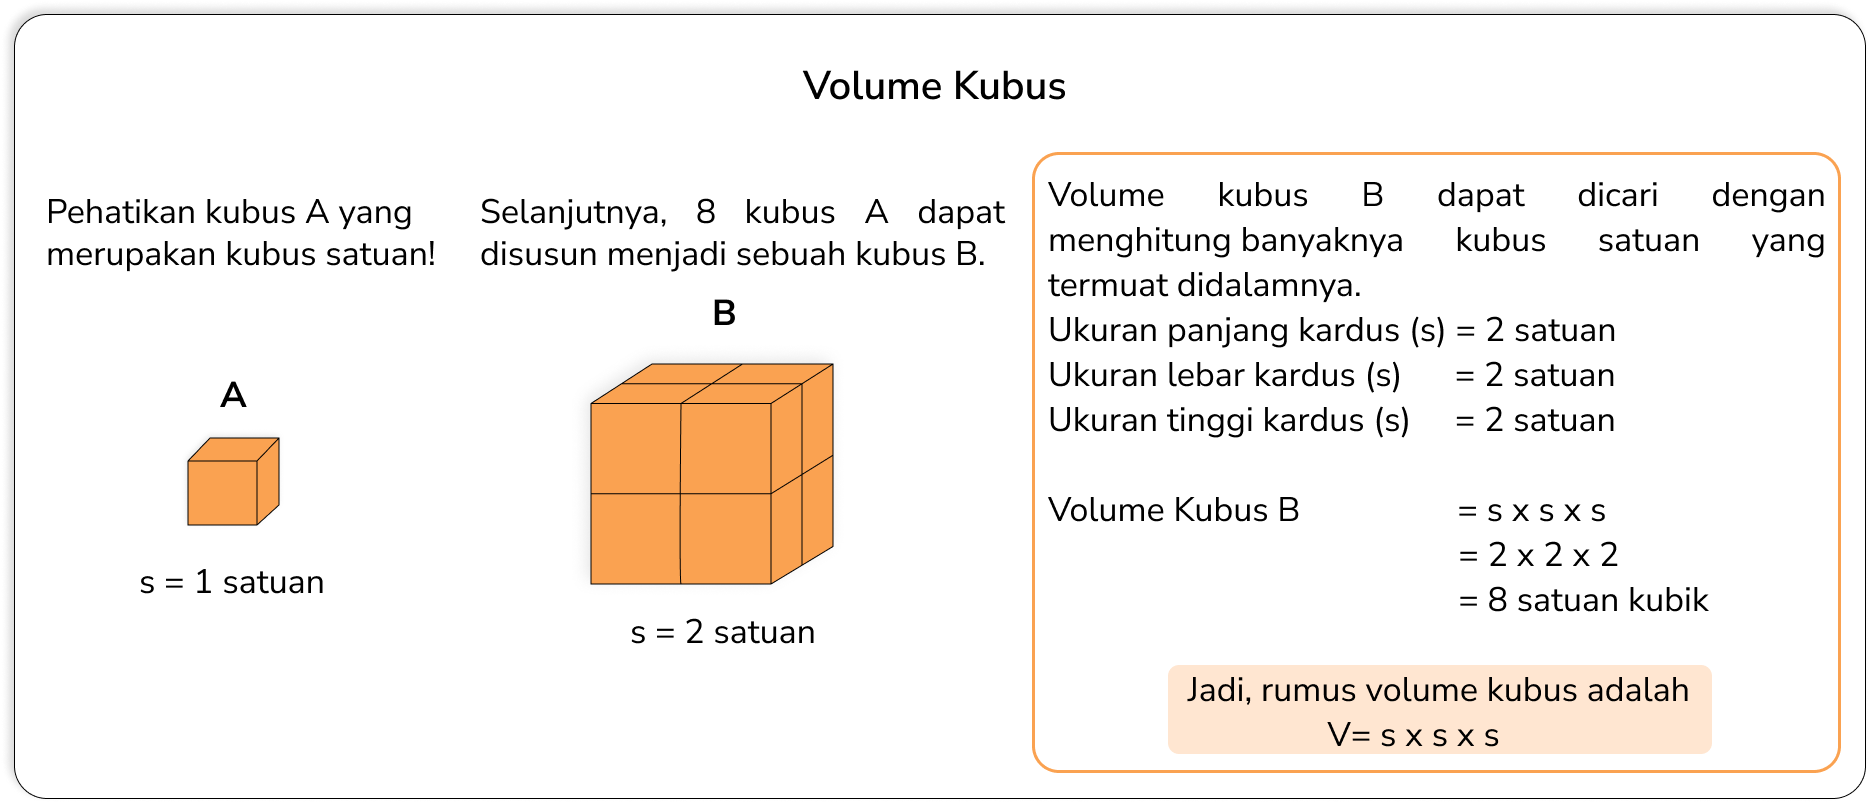 Volume Kubus
Pehatikan kubus A yang
merupakan kubus satuan!
A
s = 1 satuan
Selanjutnya, 8 kubus A dapat
disusun menjadi sebuah kubus B.
B
s = 2 satuan
Volume kubus B dapat dicari dengan
menghitung banyaknya kubus satuan yang
termuat didalamnya.
Ukuran panjang kardus (s) = 2 satuan
Ukuran lebar kardus (s) = 2 satuan
Ukuran tinggi kardus (s) = 2 satuan
Volume Kubus B = s x s x s
= 2 x 2 x 2
= 8 satuan kubik
Jadi, rumus volume kubus adalah
V= s x s x s